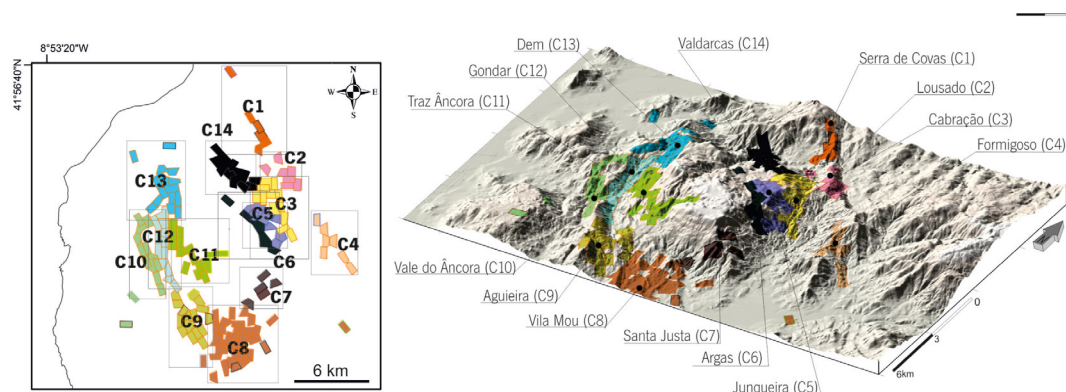 8°53'20"W
41°56'40"N
N
W
E
S
C1
C14
C2
C13
C3
C5
C12
C4
C11
C10
C6
C7
C9
C8
6 km
Dem (C13)
Valdarcas (C14)
Gondar (C12)
Serra de Covas (C1)
Traz Âncora (C11)
Lousado (C2)
Cabração (C3)
Formigoso (C4)
Vale do Âncora (C10)
Aguieira (C9)
Vila Mou (C8)
Santa Justa (C7)
Argas (C6)
Junqueira (C5)
0
3
6km